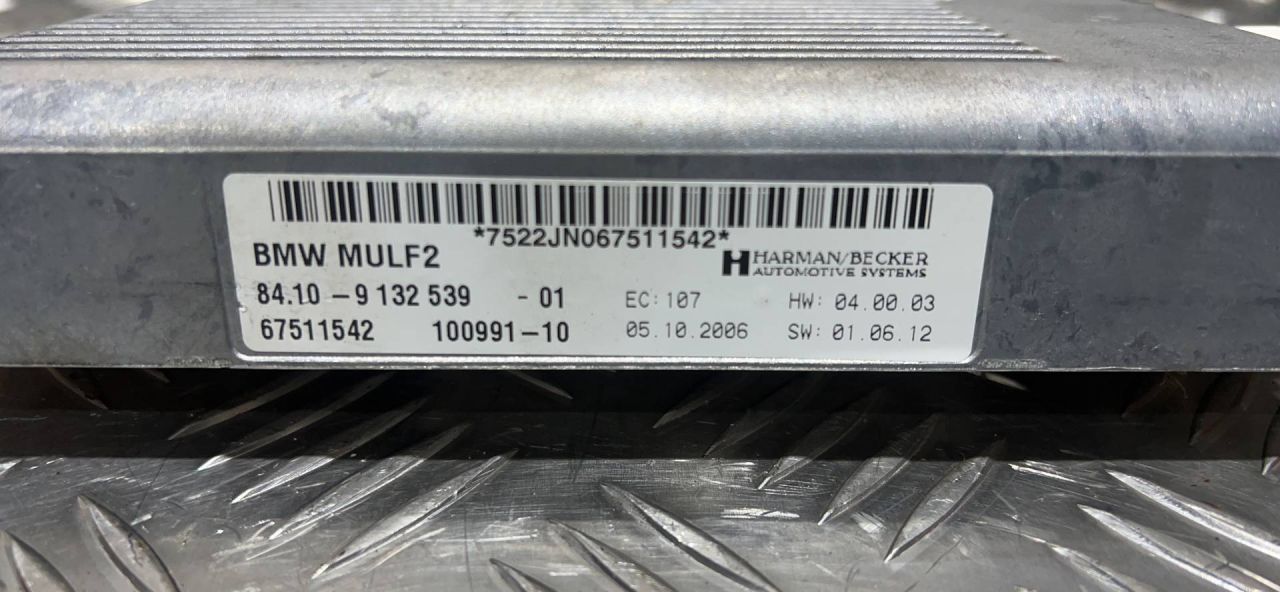 *7522JN067511542*
BMW MULF2
HARMAN/BECKER
AUTOMOTIVE SYSTEMS
84.10 - 9 132 539 - 01 EC: 107 HW: 04.00.03
67511542 100991-10 05.10.2006 SW: 01.06.12